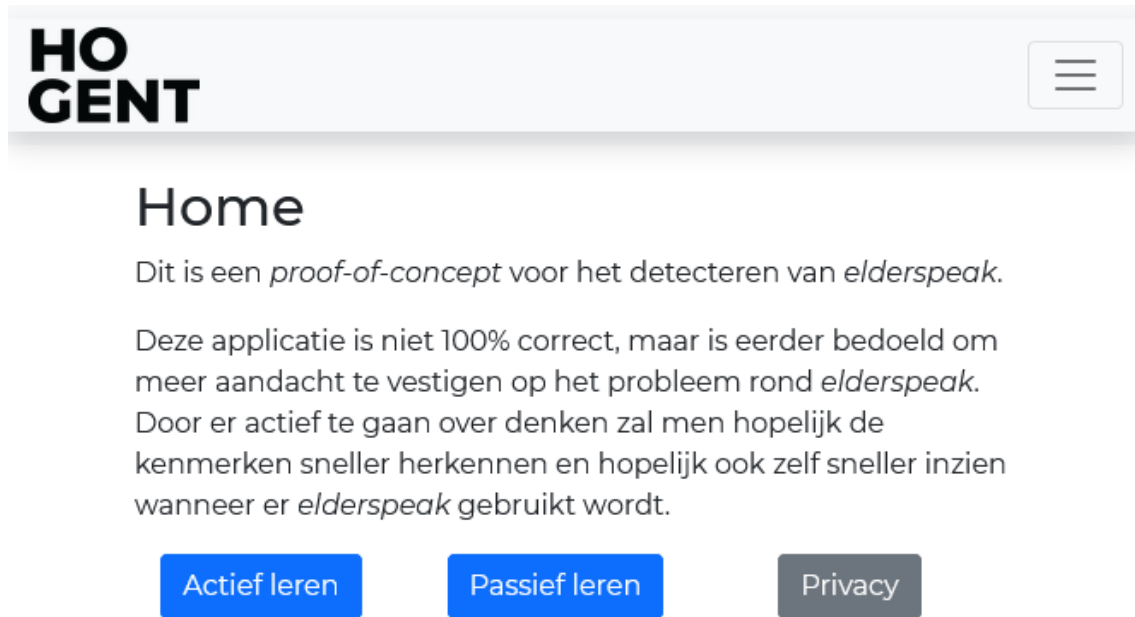 HO
GENT
Home
Dit is een proof-of-concept voor het detecteren van elderspeak.
Deze applicatie is niet 100% correct, maar is eerder bedoeld om
meer aandacht te vestigen op het probleem rond elderspeak.
Door er actief te gaan over denken zal men hopelijk de
kenmerken sneller herkennen en hopelijk ook zelf sneller inzien
wanneer er elderspeak gebruikt wordt.
Actief leren
Passief leren
Privacy